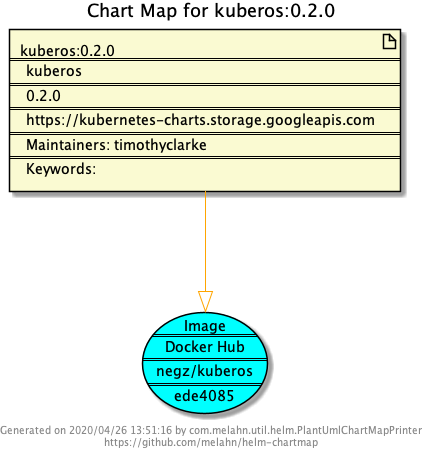 Chart Map for kuberos:0.2.0
kuberos:0.2.0
kuberos
0.2.0
https://kubernetes-charts.storage.googleapis.com
Maintainers: timothyclarke
Keywords:
Image
Docker Hub
negz/kuberos
ede4085
Generated on 2020/04/26 13:51:16 by com.melahn.util.helm.PlantUmlChartMapPrinter
https://github.com/melahn/helm-chartmap